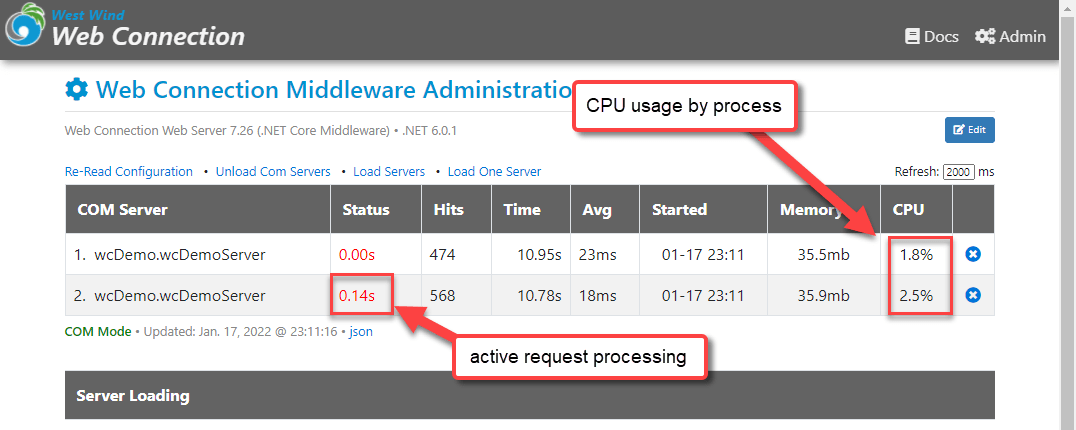 West Wind
Web Connection
Docs
Admin
Web Connection Middleware Administratio
CPU usage by process
Web Connection Web Server 7.26 (.NET Core Middleware) • .NET 6.0.1
Edit
Re-Read Configuration • Unload Com Servers • Load Servers • Load One Server
Refresh: 2000 ms
COM Server Status Hits Time Avg Started Memory CPU
1. wcDemo.wcDemoServer 0.00s 474 10.95s 23ms 01-17 23:11 35.5mb 1.8%
2. wcDemo.wcDemoServer 0.14s 568 10.78s 18ms 01-17 23:11 35.9mb 2.5%
COM Mode • Updated: Jan. 17, 2022 @ 23:11:16 • json
active request processing
Server Loading